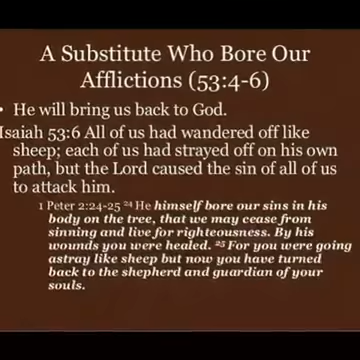 A Substitute Who Bore Our
Afflictions (53:4-6)
• He will bring us back to God.
Isaiah 53:6 All of us had wandered off like
sheep; each of us had strayed off on his own
path, but the Lord caused the sin of all of us
to attack him.
1 Peter 2:24-25 ²⁴ He himself bore our sins in his
body on the tree, that we may cease from
sinning and live for righteousness. By his
wounds you were healed. ²⁵ For you were going
astray like sheep but now you have turned
back to the shepherd and guardian of your
souls.